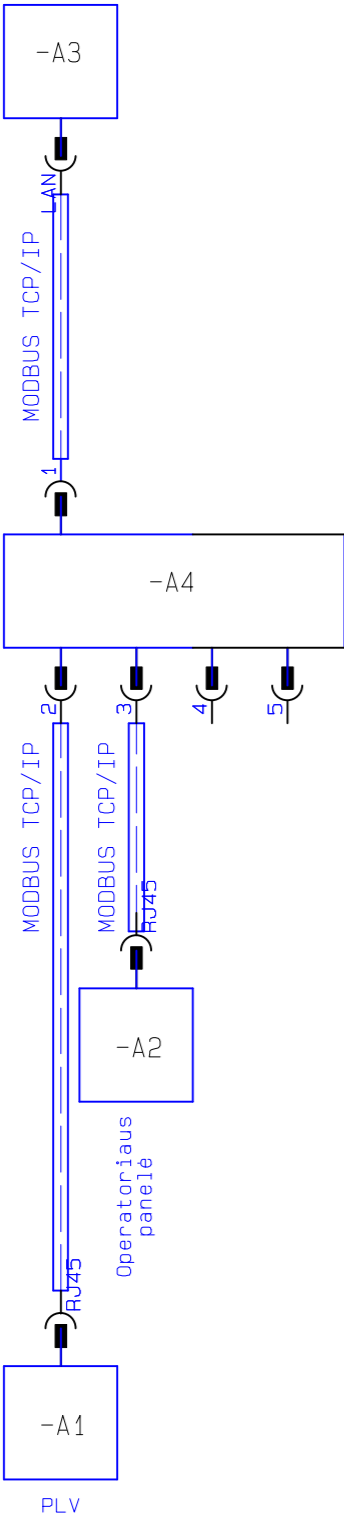 -A3
LAN
MODBUS TCP/IP
1
-A4
2
3
4
5
MODBUS TCP/IP
MODBUS TCP/IP
RJ45
-A2
Operatoriaus
panelė
RJ45
-A1
PLV